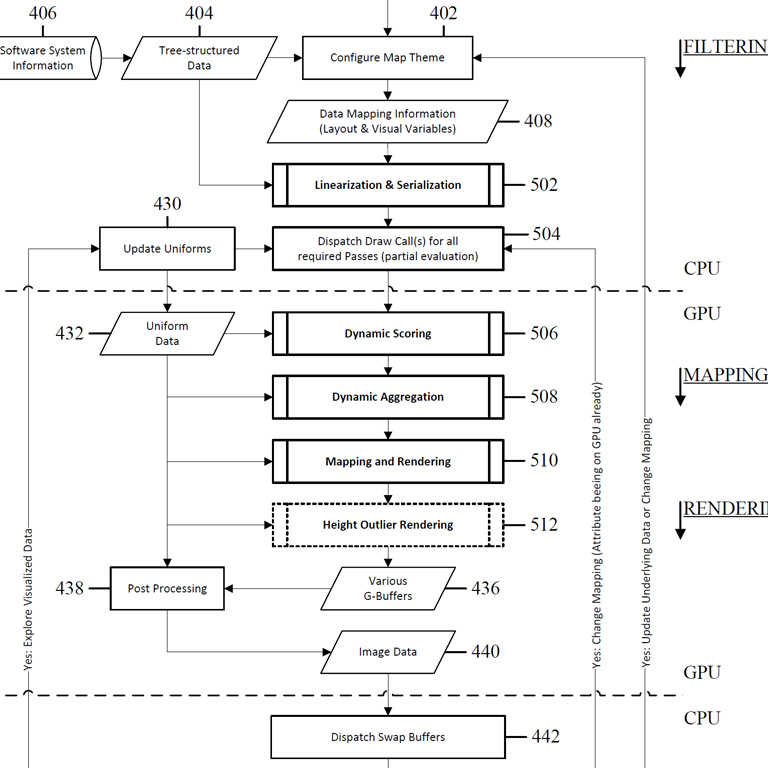 406
404
402
Software System
Information
Tree-structured
Data
Configure Map Theme
FILTERIN
Data Mapping Information
(Layout & Visual Variables)
408
Linearization & Serialization
502
430
Update Uniforms
Dispatch Draw Call(s) for all
required Passes (partial evaluation)
504
CPU
GPU
432
Uniform
Data
Dynamic Scoring
506
MAPPING
Dynamic Aggregation
508
Mapping and Rendering
510
RENDERI
Height Outlier Rendering
512
438
Post Processing
Various
G-Buffers
436
Image Data
440
Yes: Explore Visualized Data
Yes: Change Mapping (Attribute beeing on GPU already)
Yes: Update Underlying Data or Change Mapping
GPU
CPU
Dispatch Swap Buffers
442